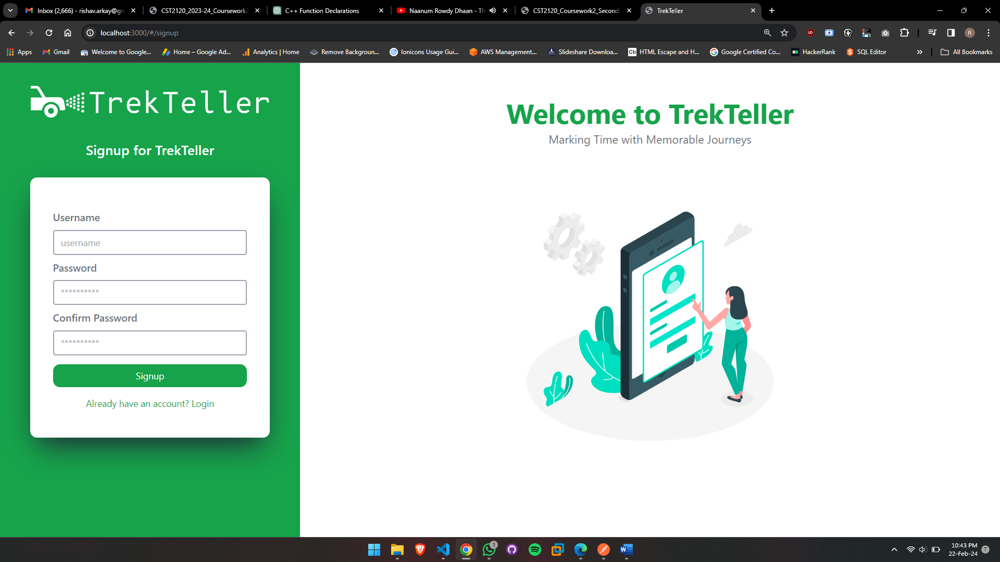 Inbox (2,666) - rishav.arkay@gm
CST2120_2023-24_Coursework2
C++ Function Declarations
Naanum Rowdy Dhaan - Th
CST2120_Coursework2_Second
TrekTeller
localhost:3000/#/signup
R
Apps
Gmail
Welcome to Google...
Home – Google Ad...
Analytics | Home
Remove Backgroun...
Ionicons Usage Gui...
AWS Management...
Slideshare Downloa...
Cb
HTML Escape and H...
Google Certified Co...
HackerRank
SQL Editor
All Bookmarks
TrekTeller
Signup for TrekTeller
Username
username
Password
**********
Confirm Password
**********
Signup
Already have an account? Login
Welcome to TrekTeller
Marking Time with Memorable Journeys
1
10:43 PM
22-Feb-24
7